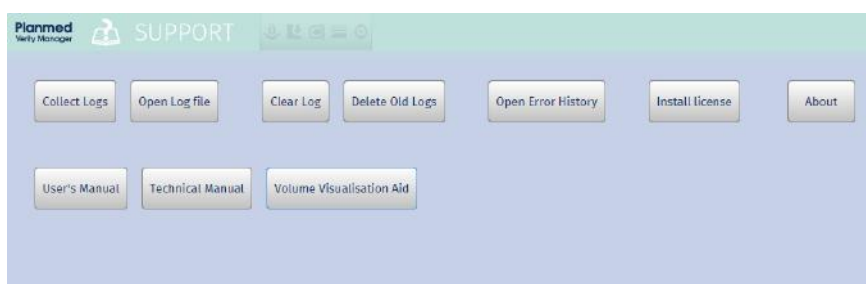 Planmed SUPPORT
Verity Manager
Collect Logs Open Log file Clear Log Delete Old Logs Open Error History Install license About
User's Manual Technical Manual Volume Visualisation Aid